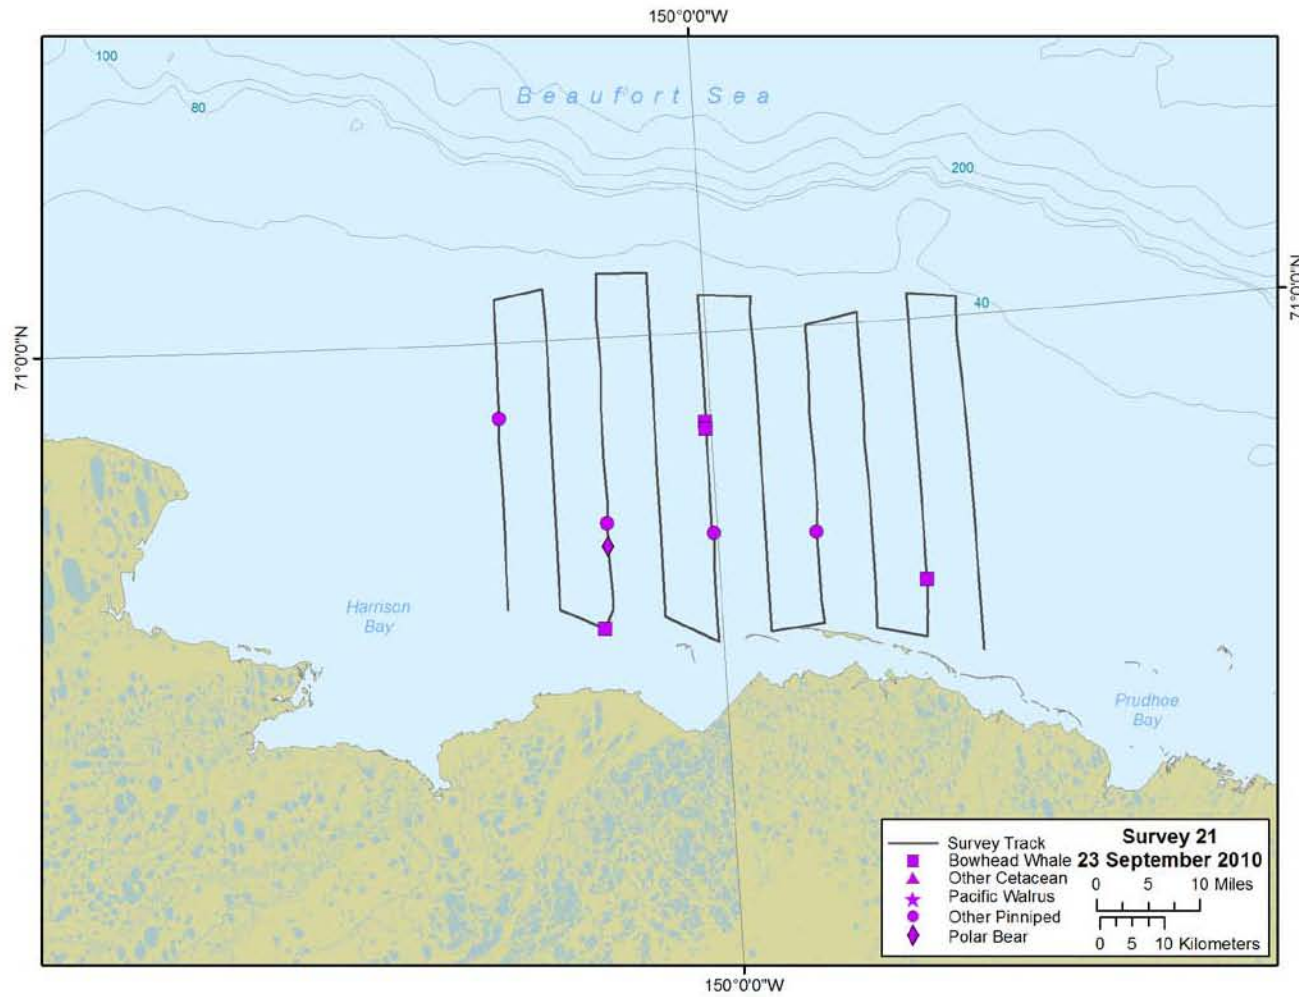 150°0'0"W
100
80
Beaufort Sea
200
71°0'0"N
71°0'0"N
40
Harrison
Bay
Prudhoe
Bay
Survey Track
Bowhead Whale
Other Cetacean
Pacific Walrus
Other Pinniped
Polar Bear
Survey 21
23 September 2010
0 5 10 Miles
0 5 10 Kilometers
150°0'0"W